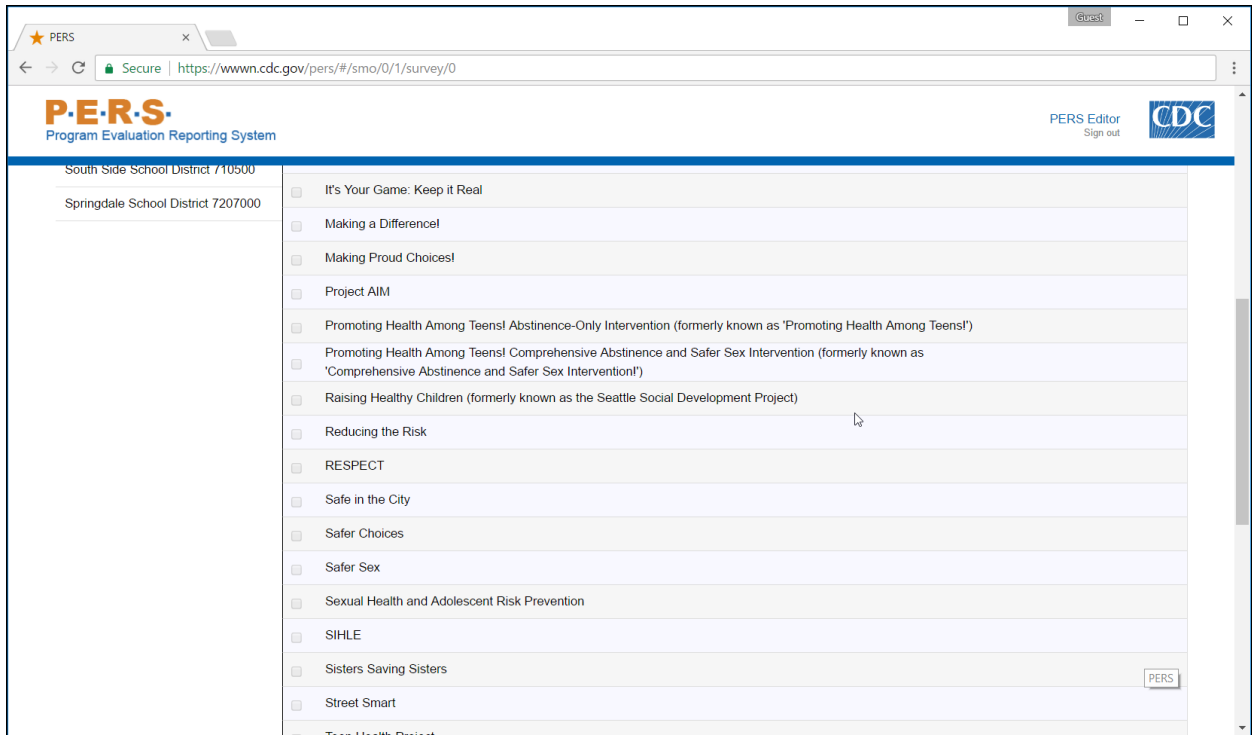 Guest
PERS
Secure | https://wwwn.cdc.gov/pers/#/smo/0/1/survey/0
P·E·R·S·
Program Evaluation Reporting System
PERS Editor
Sign out
CDC
South Side School District 710500
Springdale School District 7207000
It's Your Game: Keep it Real
Making a Difference!
Making Proud Choices!
Project AIM
Promoting Health Among Teens! Abstinence-Only Intervention (formerly known as 'Promoting Health Among Teens!')
Promoting Health Among Teens! Comprehensive Abstinence and Safer Sex Intervention (formerly known as
'Comprehensive Abstinence and Safer Sex Intervention!')
Raising Healthy Children (formerly known as the Seattle Social Development Project)
Reducing the Risk
RESPECT
Safe in the City
Safer Choices
Safer Sex
Sexual Health and Adolescent Risk Prevention
SIHLE
Sisters Saving Sisters
PERS
Street Smart
Teen Health Project